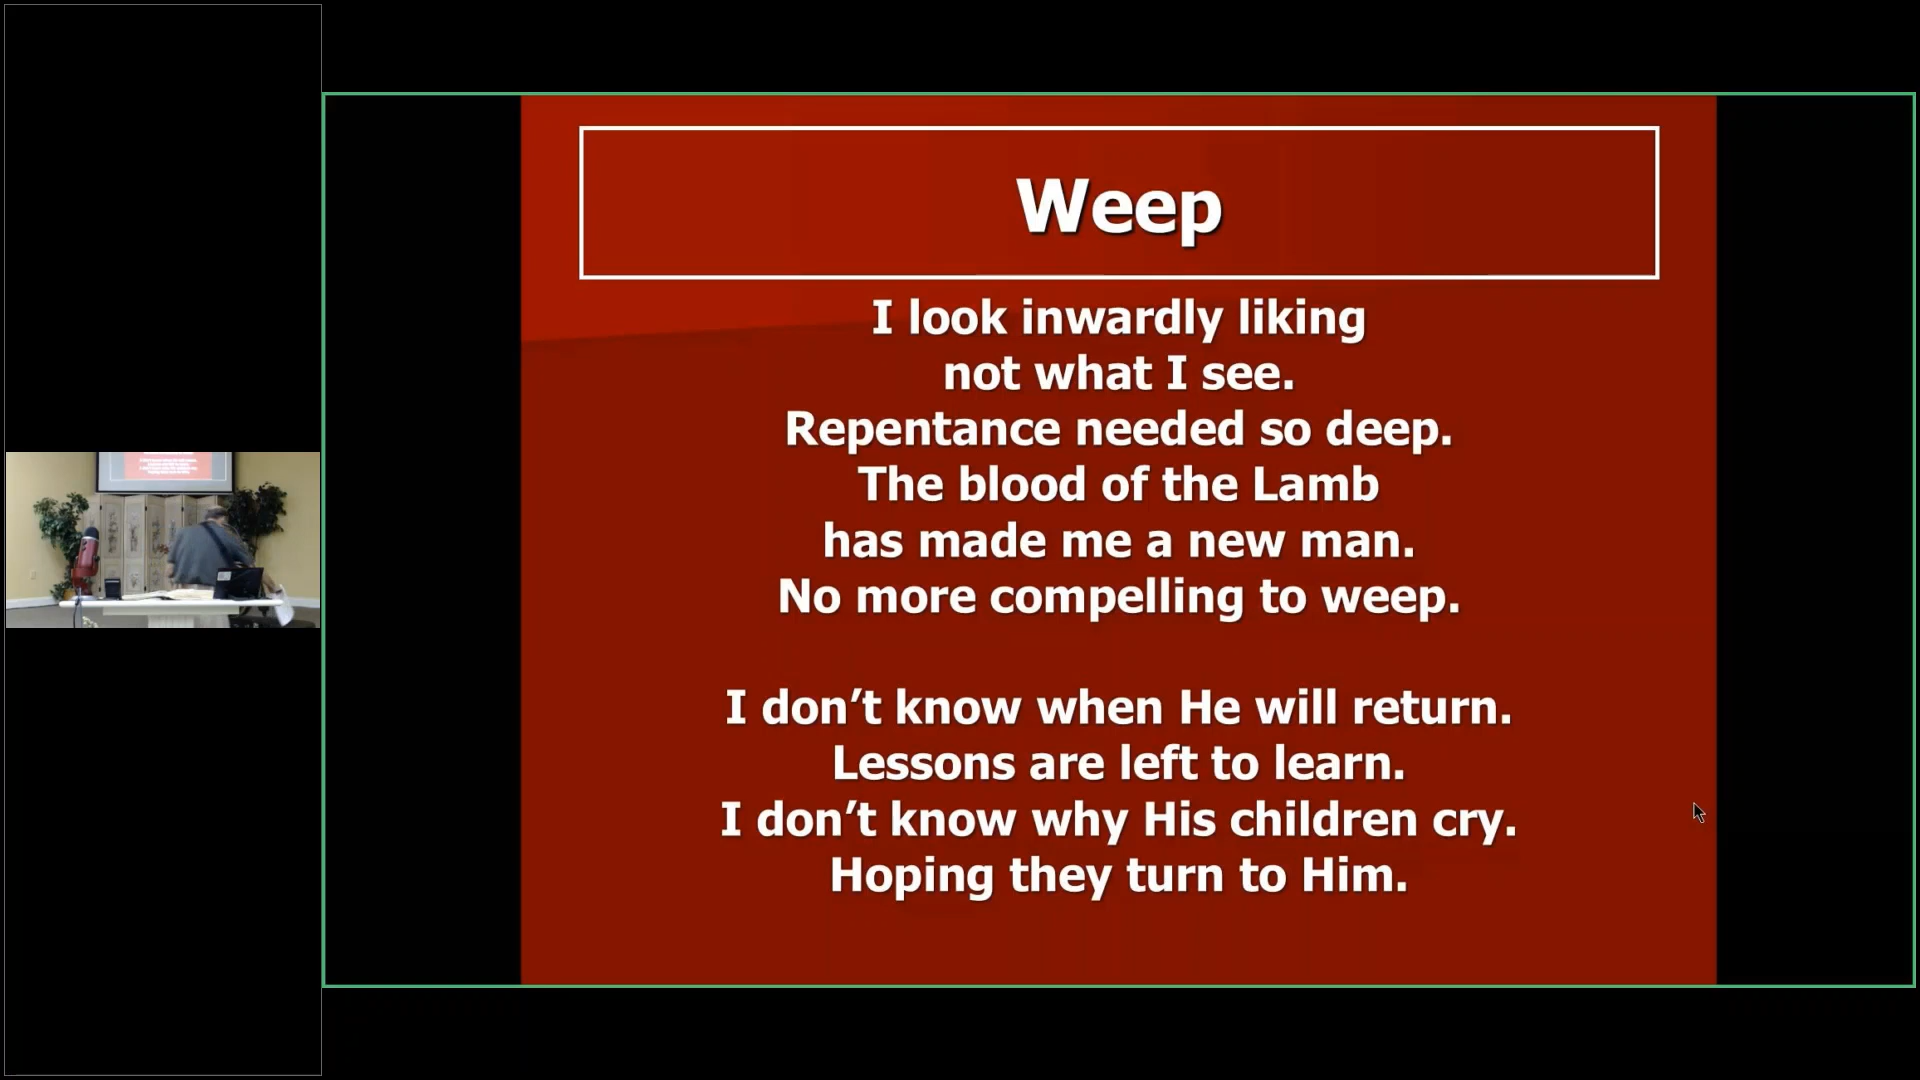 Weep
I look inwardly liking
not what I see.
Repentance needed so deep.
The blood of the Lamb
has made me a new man.
No more compelling to weep.
I don’t know when He will return.
Lessons are left to learn.
I don’t know why His children cry.
Hoping they turn to Him.